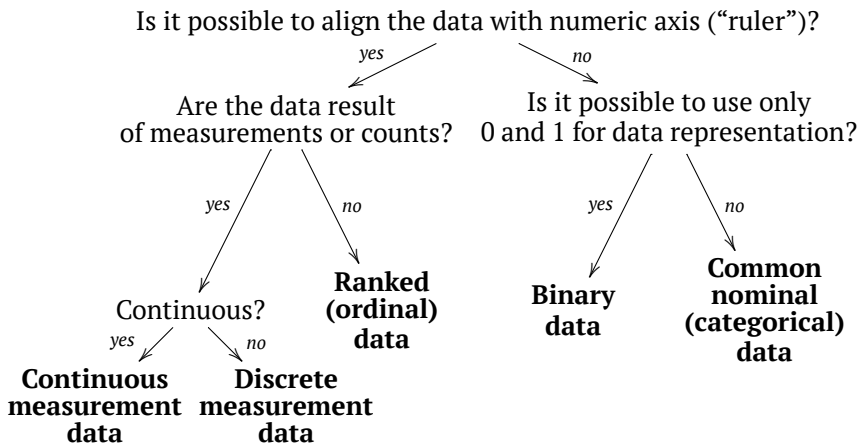 Is it possible to align the data with numeric axis (“ruler”)?
yes
no
Are the data result
of measurements or counts?
Is it possible to use only
0 and 1 for data representation?
yes
no
yes
no
Continuous?
Ranked
(ordinal)
data
Binary
data
Common
nominal
(categorical)
data
yes
no
Continuous
measurement
data
Discrete
measurement
data